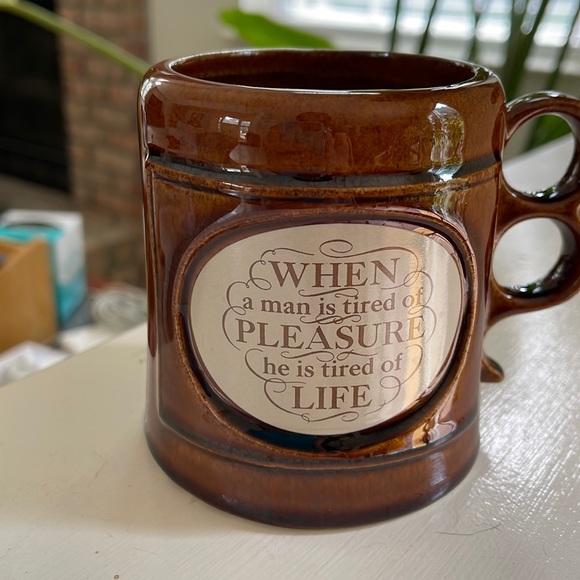 WHEN
a man is tired of
PLEASURE
he is tired of
LIFE